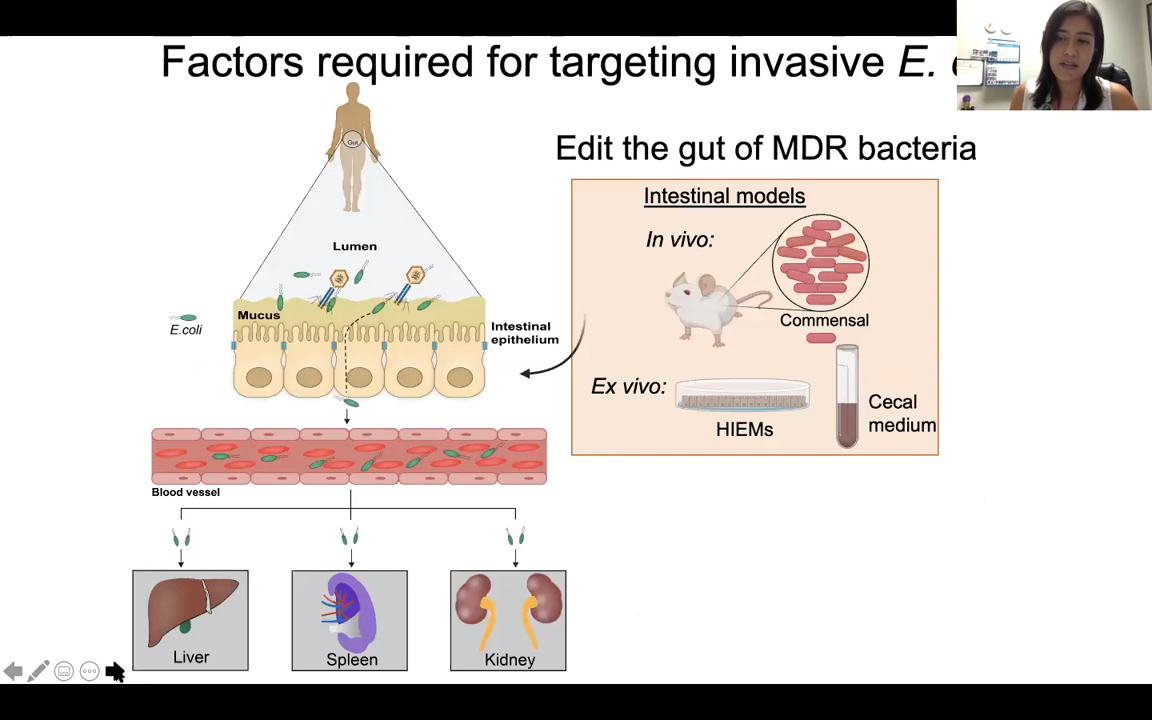 Factors required for targeting invasive E.
Gut
Edit the gut of MDR bacteria
Intestinal models
In vivo:
Lumen
Commensal
Mucus
E.coli
Intestinal
epithelium
Ex vivo:
HIEMs
Cecal
medium
Blood vessel
Liver
Spleen
Kidney